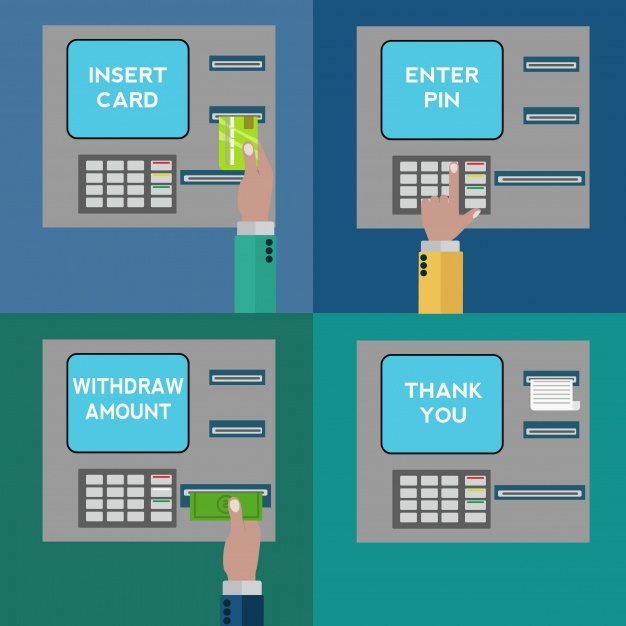 INSERT
CARD
ENTER
PIN
WITHDRAW
AMOUNT
THANK
YOU